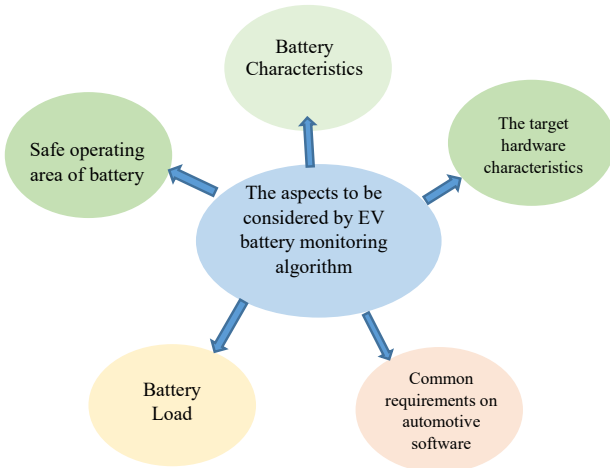 Battery
Characteristics
The target
hardware
characteristics
Safe operating
area of battery
The aspects to be
considered by EV
battery monitoring
algorithm
Battery
Load
Common
requirements on
automotive
software